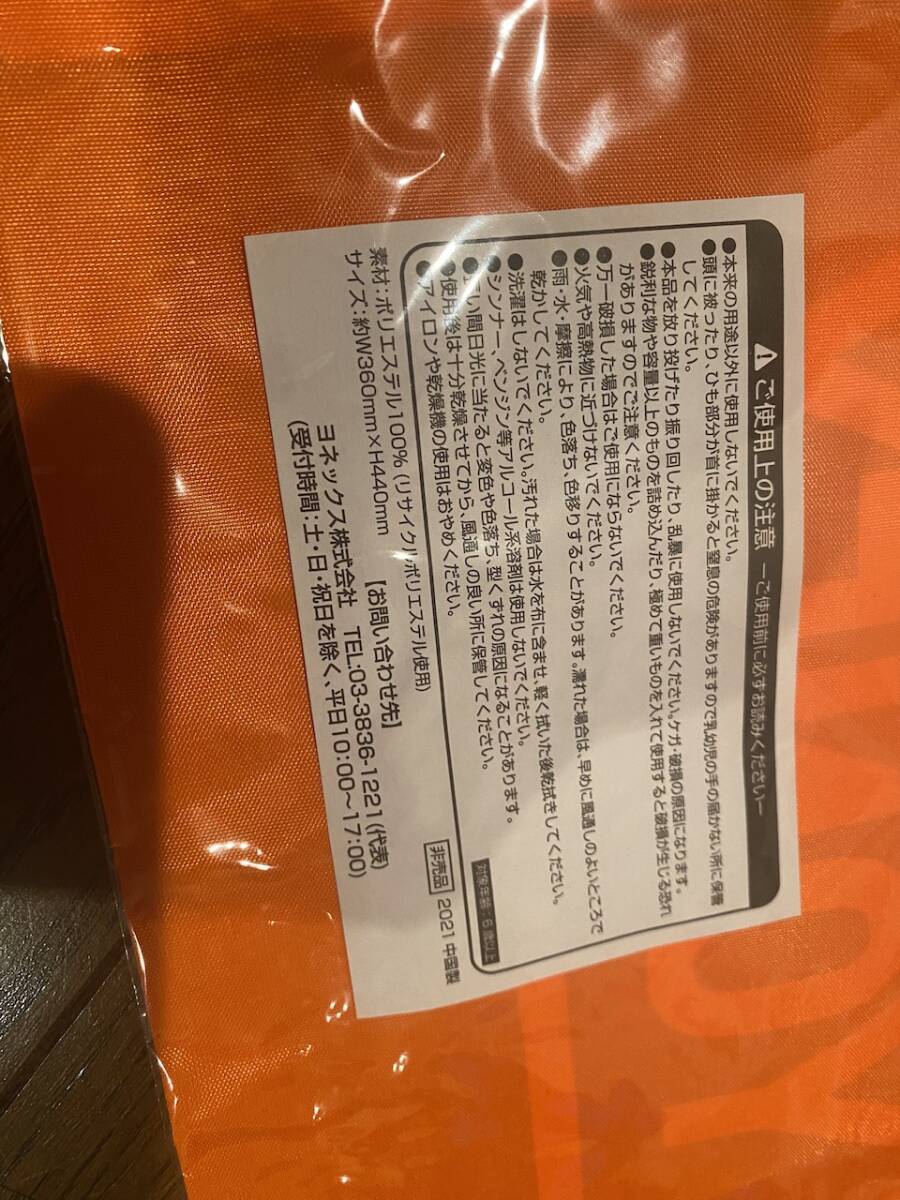 ⚠ご使用上の注意 ーご使用前に必ずお読みくださいー
●本来の用途以外に使用しないでください。
●頭に被ったり、ひも部分が首に掛かると窒息の危険がありますので乳幼児の手の届かない所に保管
してください。
●本品を放り投げたり振り回したり、乱暴に使用しないでください。ケガ・破損の原因になります。
●鋭利な物や容量以上のものを詰め込んだり、極めて重いものを入れて使用すると破損が生じる恐れ
がありますのでご注意ください。
●万一破損した場合はご使用にならないでください。
●火気や高熱物に近づけないでください。
●雨・水・摩擦により、色落ち、色移りすることがあります。濡れた場合は、早めに風通しのよいところで
乾かしてください。
●洗濯はしないでください。汚れた場合は水を布に含ませ、軽く拭いた後乾拭きしてください。
●シンナー、ベンジン等アルコール系溶剤は使用しないでください。
●長い間日光に当たると変色や色落ち、型くずれの原因になることがあります。
●使用後は十分乾燥させてから、風通しの良い所に保管してください。
●アイロンや乾燥機の使用はおやめください。
対象年齢：6歳以上
素材：ポリエステル100％(リサイクルポリエステル使用)
サイズ：約W360mm×H440mm
非売品 2021 中国製
【お問い合わせ先】
ヨネックス株式会社 TEL:03-3836-1221(代表)
(受付時間：土・日・祝日を除く、平日10:00～17:00)